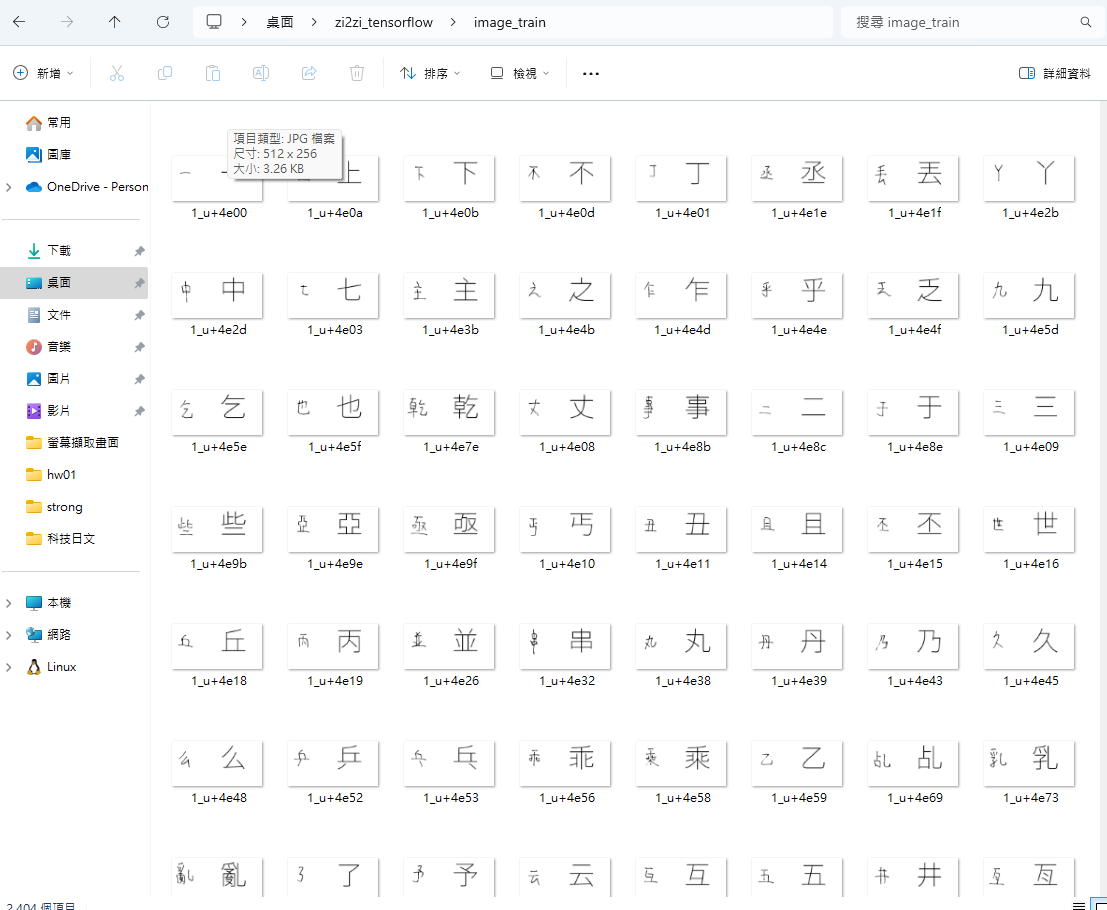 桌面 zi2zi_tensorflow image_train 搜尋 image_train
新增 排序 檢視 詳細資料
常用
圖庫
OneDrive - Person
下載
桌面
文件
音樂
圖片
影片
螢幕擷取畫面
hw01
strong
科技日文
本機
網路
Linux
項目類型: JPG 檔案
尺寸: 512 x 256
大小: 3.26 KB
一 上 上 下 下 不 不 丁 丁 丞 丞 丟 丟 丫 丫
1_u+4e00 1_u+4e0a 1_u+4e0b 1_u+4e0d 1_u+4e01 1_u+4e1e 1_u+4e1f 1_u+4e2b
中 中 七 七 主 主 之 之 乍 乍 乎 乎 乏 乏 九 九
1_u+4e2d 1_u+4e03 1_u+4e3b 1_u+4e4b 1_u+4e4d 1_u+4e4e 1_u+4e4f 1_u+4e5d
乞 乞 也 也 乾 乾 丈 丈 事 事 二 二 于 于 三 三
1_u+4e5e 1_u+4e5f 1_u+4e7e 1_u+4e08 1_u+4e8b 1_u+4e8c 1_u+4e8e 1_u+4e09
些 些 亞 亞 亟 亟 丐 丐 丑 丑 且 且 丕 丕 世 世
1_u+4e9b 1_u+4e9e 1_u+4e9f 1_u+4e10 1_u+4e11 1_u+4e14 1_u+4e15 1_u+4e16
丘 丘 丙 丙 並 並 串 串 丸 丸 丹 丹 乃 乃 久 久
1_u+4e18 1_u+4e19 1_u+4e26 1_u+4e32 1_u+4e38 1_u+4e39 1_u+4e43 1_u+4e45
么 么 乒 乒 乓 乓 乖 乖 乘 乘 乙 乙 乩 乩 乳 乳
1_u+4e48 1_u+4e52 1_u+4e53 1_u+4e56 1_u+4e58 1_u+4e59 1_u+4e69 1_u+4e73
亂 亂 了 了 予 予 云 云 互 互 五 五 井 井 亙 亙
2,404 個項目